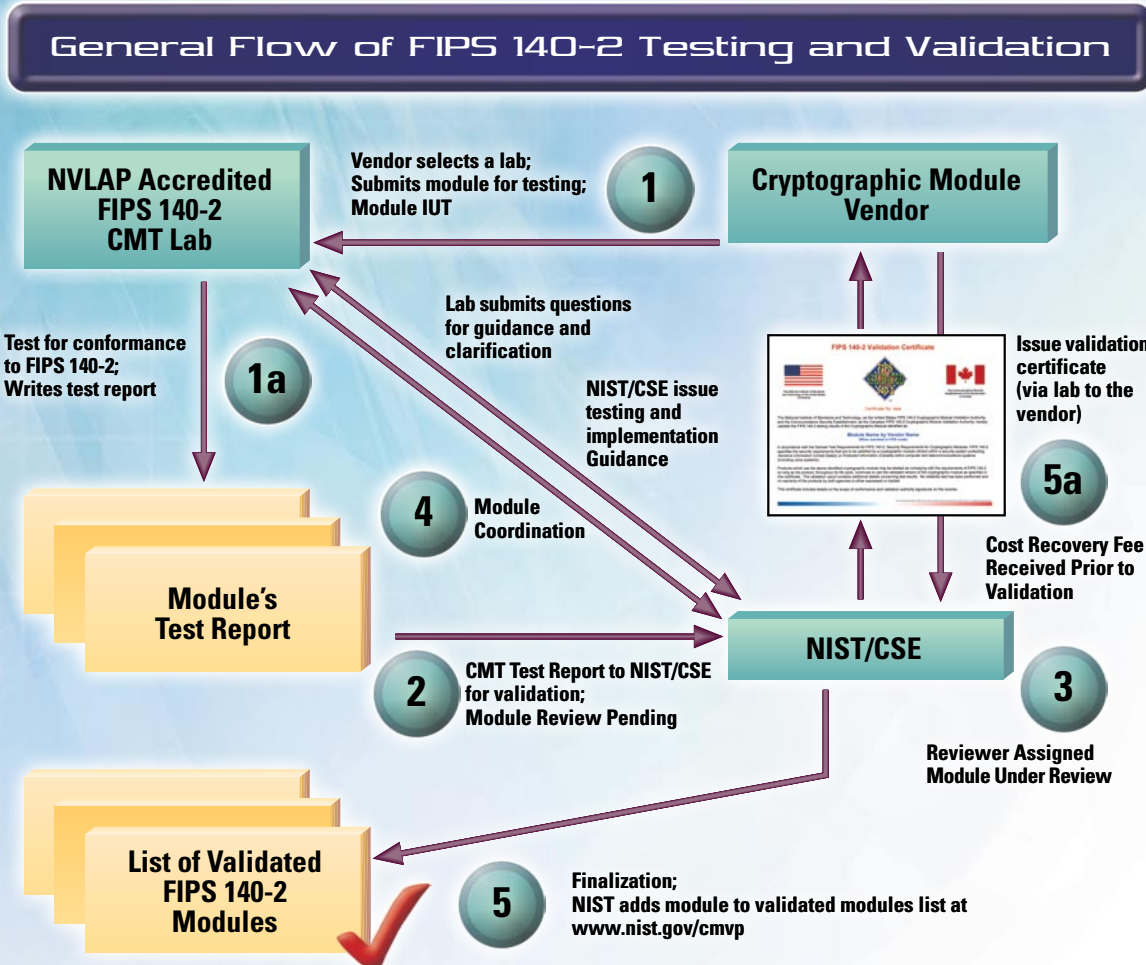 General Flow of FIPS 140-2 Testing and Validation
NVLAP Accredited
FIPS 140-2
CMT Lab
Vendor selects a lab;
Submits module for testing;
Module IUT
1
Cryptographic Module
Vendor
Test for conformance
to FIPS 140-2;
Writes test report
1a
Lab submits questions
for guidance and
clarification
NIST/CSE issue
testing and
implementation
Guidance
FIPS 140-2 Validation Certificate
Module Name by Vendor Name
Issue validation
certificate
(via lab to the
vendor)
5a
Cost Recovery Fee
Received Prior to
Validation
4
Module
Coordination
Module's
Test Report
2
CMT Test Report to NIST/CSE
for validation;
Module Review Pending
NIST/CSE
3
Reviewer Assigned
Module Under Review
List of Validated
FIPS 140-2
Modules
5
Finalization;
NIST adds module to validated modules list at
www.nist.gov/cmvp